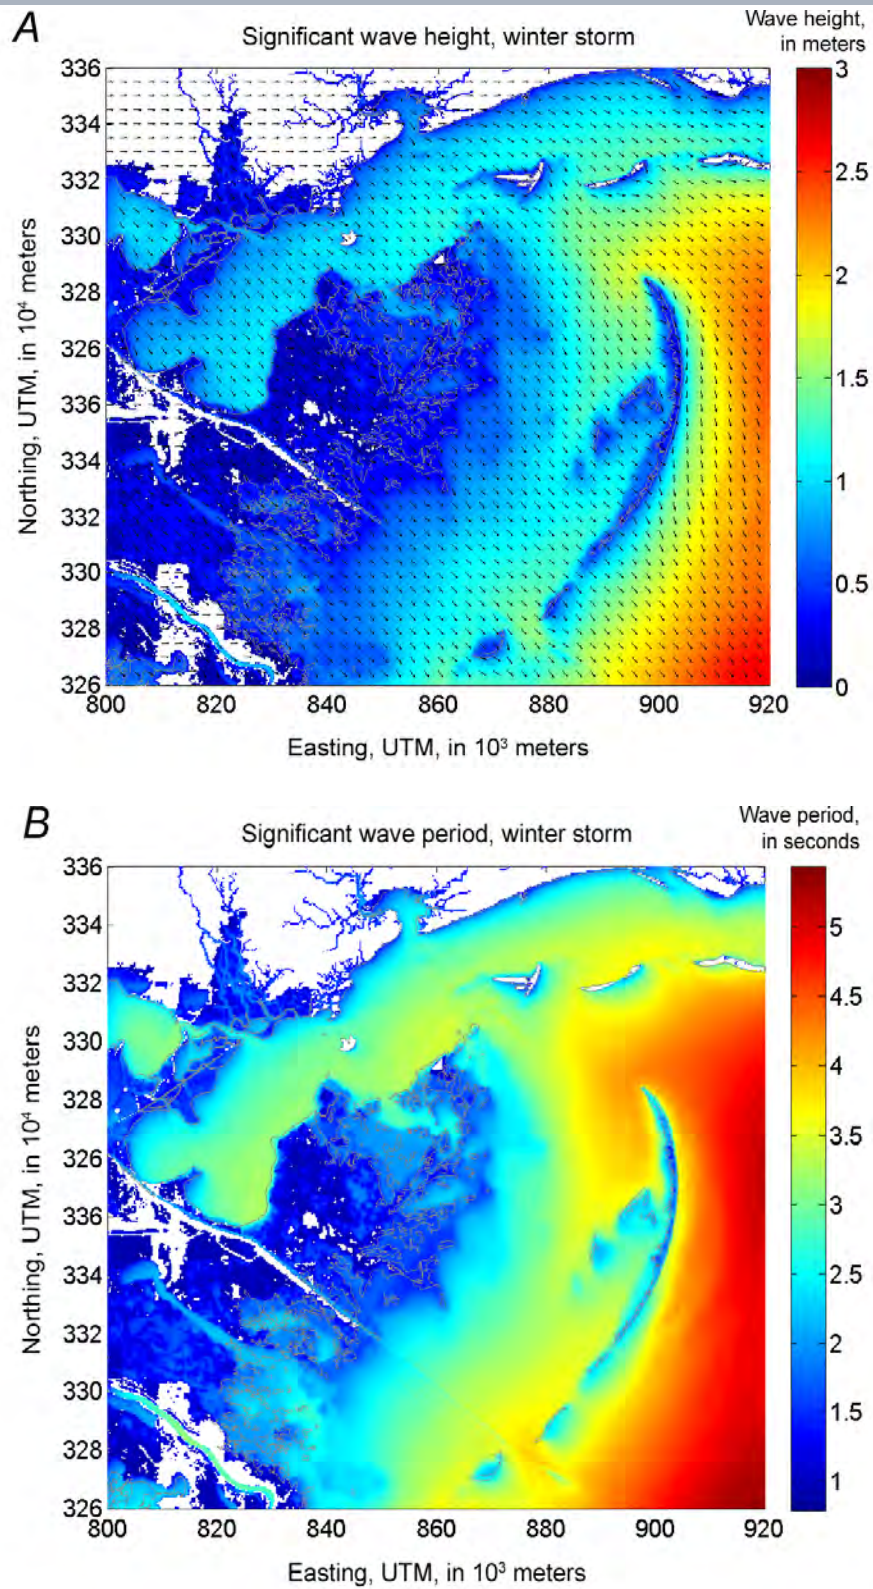 A
Significant wave height, winter storm
Wave height,
in meters
336
334
332
330
328
326
336
334
332
330
328
326
Northing, UTM, in 10⁴ meters
800 820 840 860 880 900 920
Easting, UTM, in 10³ meters
3
2.5
2
1.5
1
0.5
0
B
Significant wave period, winter storm
Wave period,
in seconds
336
334
332
330
328
326
336
334
332
330
328
326
Northing, UTM, in 10⁴ meters
800 820 840 860 880 900 920
Easting, UTM, in 10³ meters
5
4.5
4
3.5
3
2.5
2
1.5
1